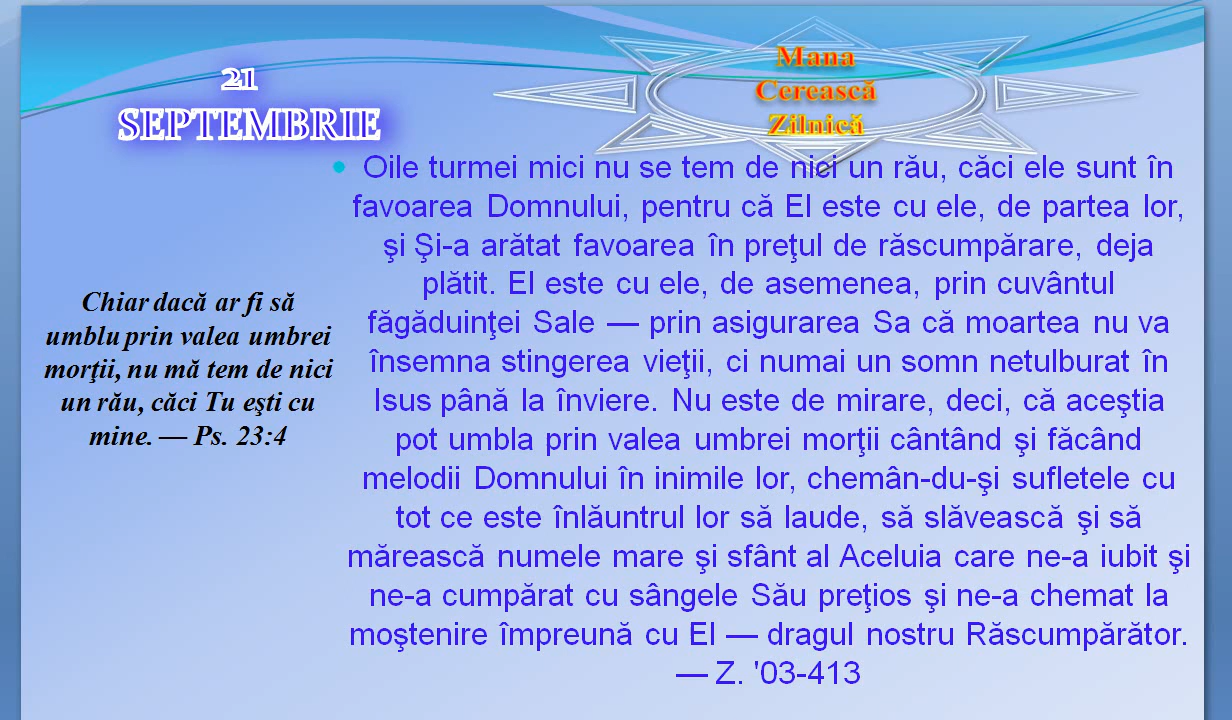 21
SEPTEMBRIE
Mana
Cerească
Zilnică
Chiar dacă ar fi să
umblu prin valea umbrei
morţii, nu mă tem de nici
un rău, căci Tu eşti cu
mine. — Ps. 23:4
Oile turmei mici nu se tem de nici un rău, căci ele sunt în
favoarea Domnului, pentru că El este cu ele, de partea lor,
şi Şi-a arătat favoarea în preţul de răscumpărare, deja
plătit. El este cu ele, de asemenea, prin cuvântul
făgăduinţei Sale — prin asigurarea Sa că moartea nu va
însemna stingerea vieţii, ci numai un somn netulburat în
Isus până la înviere. Nu este de mirare, deci, că aceştia
pot umbla prin valea umbrei morţii cântând şi făcând
melodii Domnului în inimile lor, chemân-du-şi sufletele cu
tot ce este înlăuntrul lor să laude, să slăvească şi să
mărească numele mare şi sfânt al Aceluia care ne-a iubit şi
ne-a cumpărat cu sângele Său preţios şi ne-a chemat la
moştenire împreună cu El — dragul nostru Răscumpărător.
— Z. '03-413